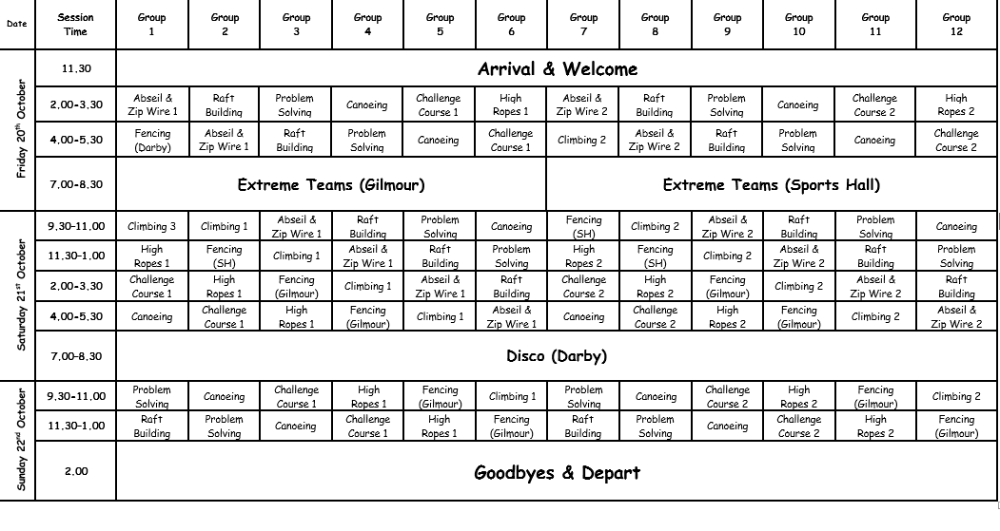 Date Session Time Group 1 Group 2 Group 3 Group 4 Group 5 Group 6 Group 7 Group 8 Group 9 Group 10 Group 11 Group 12
Friday 20th October
11.30 Arrival & Welcome
2.00-3.30 Abseil & Zip Wire 1 Raft Building Problem Solving Canoeing Challenge Course 1 High Ropes 1 Abseil & Zip Wire 2 Raft Building Problem Solving Canoeing Challenge Course 1 High Ropes 2
4.00-5.30 Fencing (Darby) Abseil & Zip Wire 1 Raft Building Problem Solving Canoeing Challenge Course 1 Climbing 2 Abseil & Zip Wire 2 Raft Building Problem Solving Canoeing Challenge Course 2
7.00-8.30 Extreme Teams (Gilmour) Extreme Teams (Sports Hall)
Saturday 21st October
9.30-11.00 Climbing 3 Climbing 1 Abseil & Zip Wire 1 Raft Building Problem Solving Canoeing Fencing (SH) Climbing 2 Abseil & Zip Wire 2 Raft Building Problem Solving Canoeing
11.30-1.00 High Ropes 1 Fencing (SH) Climbing 1 Abseil & Zip Wire 1 Raft Building Problem Solving High Ropes 2 Fencing (SH) Climbing 2 Abseil & Zip Wire 2 Raft Building Problem Solving
2.00-3.30 Challenge Course 1 High Ropes 1 Fencing (Gilmour) Climbing 1 Abseil & Zip Wire 1 Raft Building Challenge Course 2 High Ropes 2 Fencing (Gilmour) Climbing 2 Abseil & Zip Wire 2 Raft Building
4.00-5.30 Canoeing Challenge Course 1 High Ropes 1 Fencing (Gilmour) Climbing 1 Abseil & Zip Wire 1 Canoeing Challenge Course 2 High Ropes 2 Fencing (Gilmour) Climbing 2 Abseil & Zip Wire 2
7.00-8.30 Disco (Darby)
Sunday 22nd October
9.30-11.00 Problem Solving Canoeing Challenge Course 1 High Ropes 1 Fencing (Gilmour) Climbing 1 Problem Solving Canoeing Challenge Course 2 High Ropes 2 Fencing (Gilmour) Climbing 2
11.30-1.00 Raft Building Problem Solving Canoeing Challenge Course 1 High Ropes 1 Fencing (Gilmour) Raft Building Problem Solving Canoeing Challenge Course 2 High Ropes 2 Fencing (Gilmour)
2.00 Goodbyes & Depart